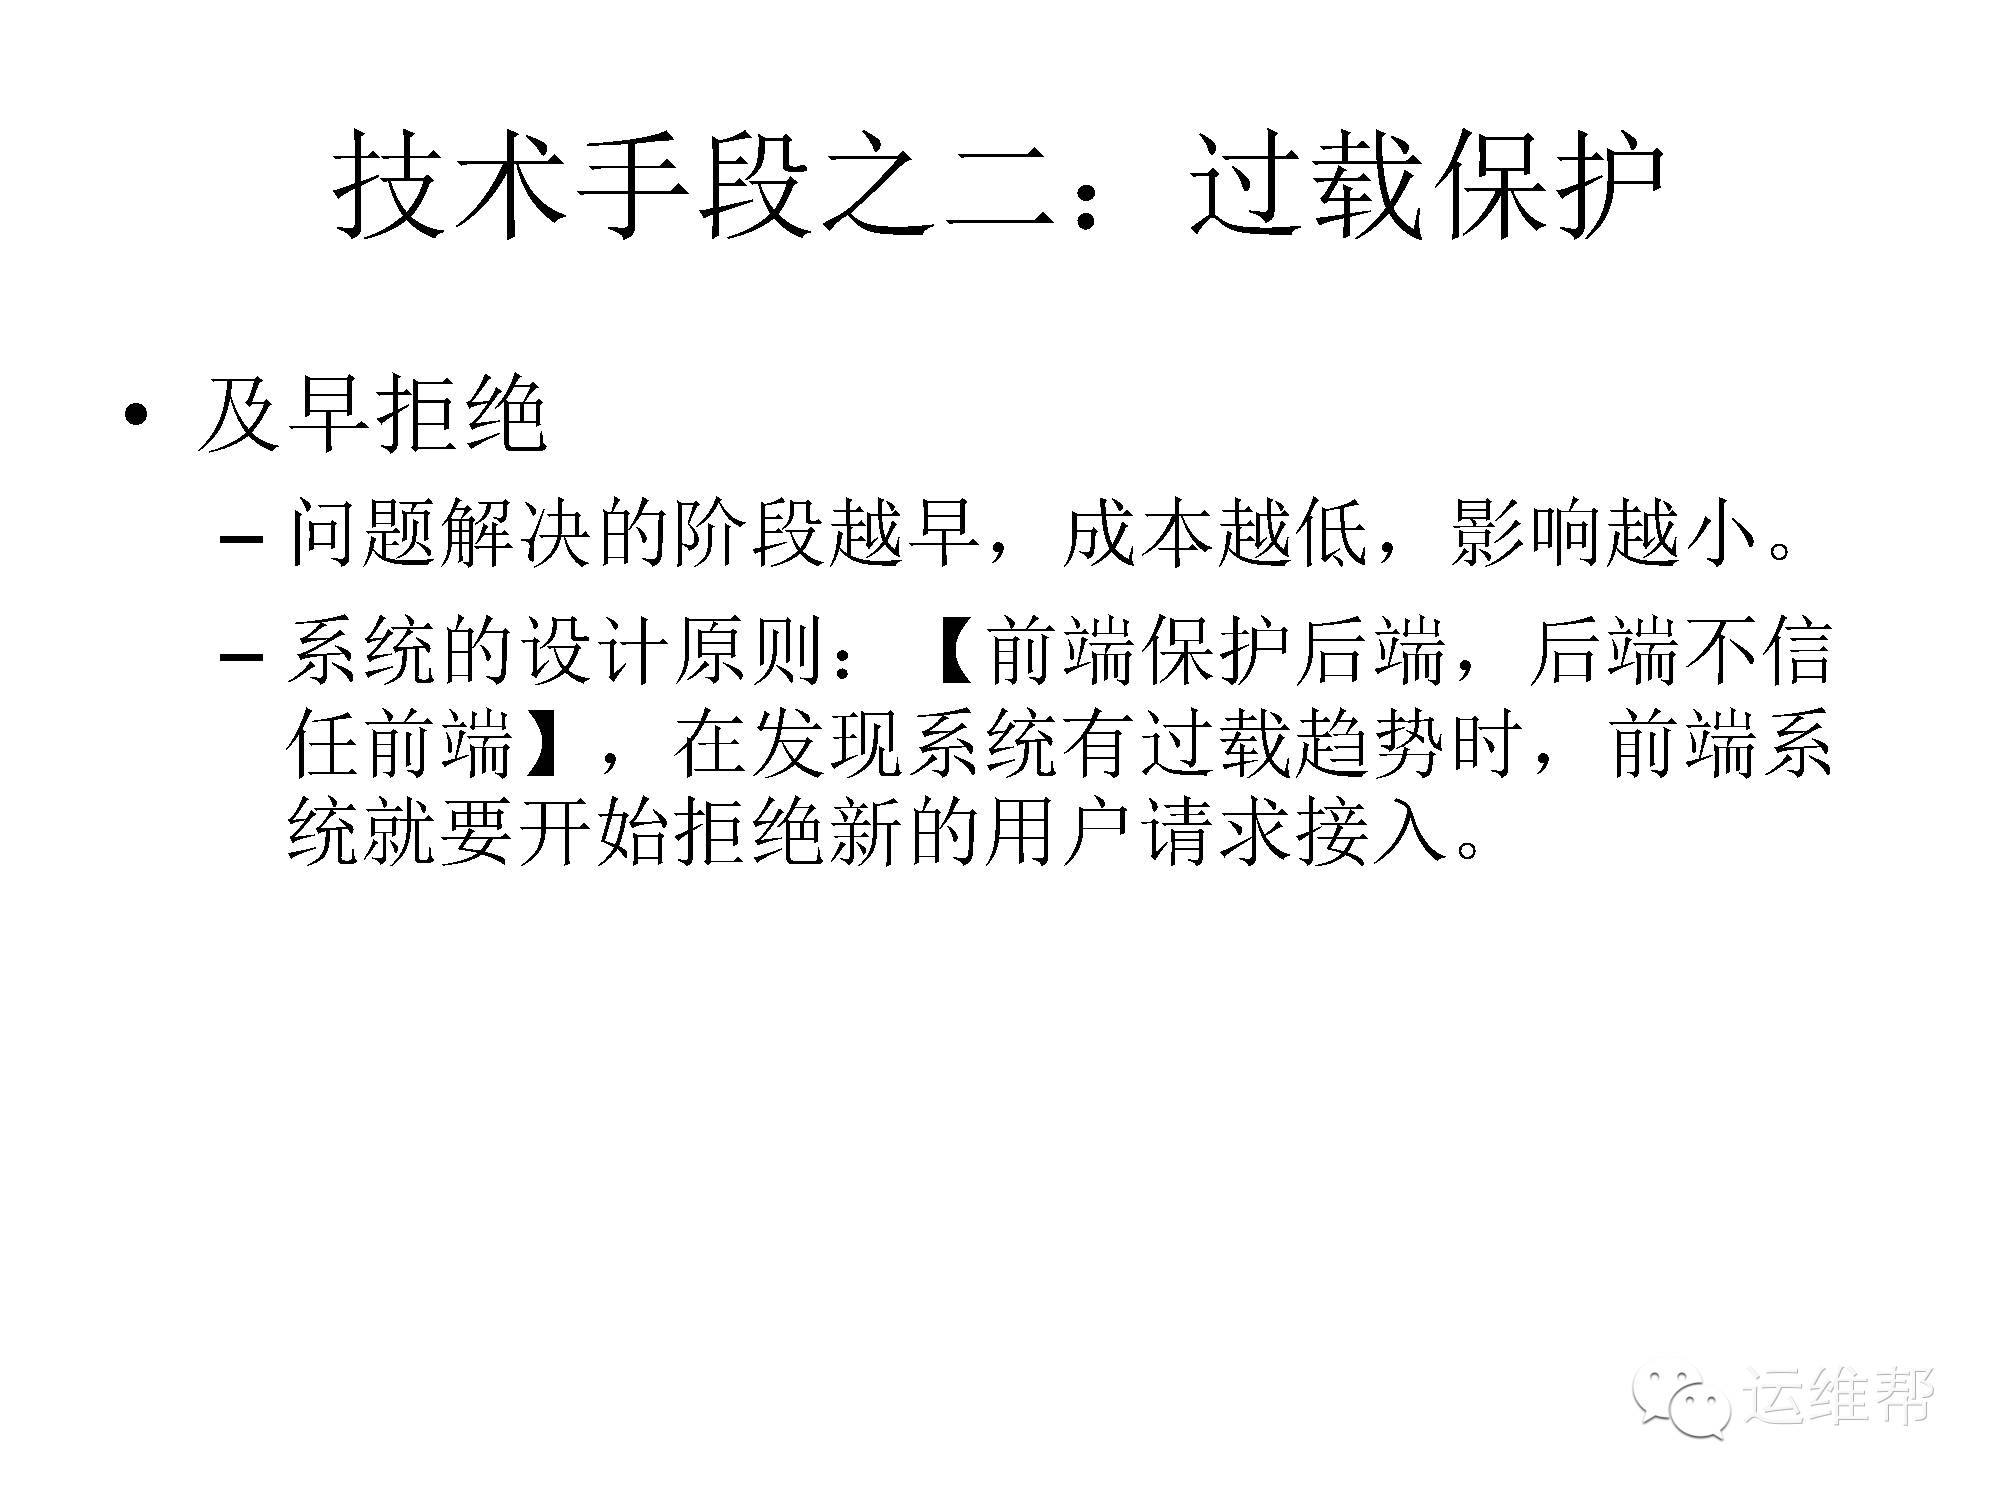 技术手段之二：过载保护
• 及早拒绝
– 问题解决的阶段越早，成本越低，影响越小。
– 系统的设计原则：【前端保护后端，后端不信
任前端】，在发现系统有过载趋势时，前端系
统就要开始拒绝新的用户请求接入。
运维帮